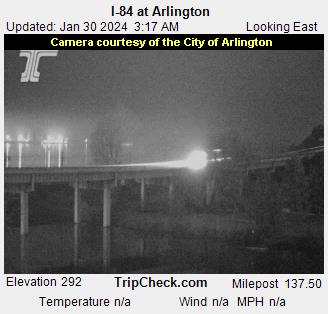 I-84 at Arlington
Updated: Jan 30 2024 3:17 AM Looking East
Camera courtesy of the City of Arlington
Elevation 292 TripCheck.com Milepost 137.50
Temperature n/a Wind n/a MPH n/a